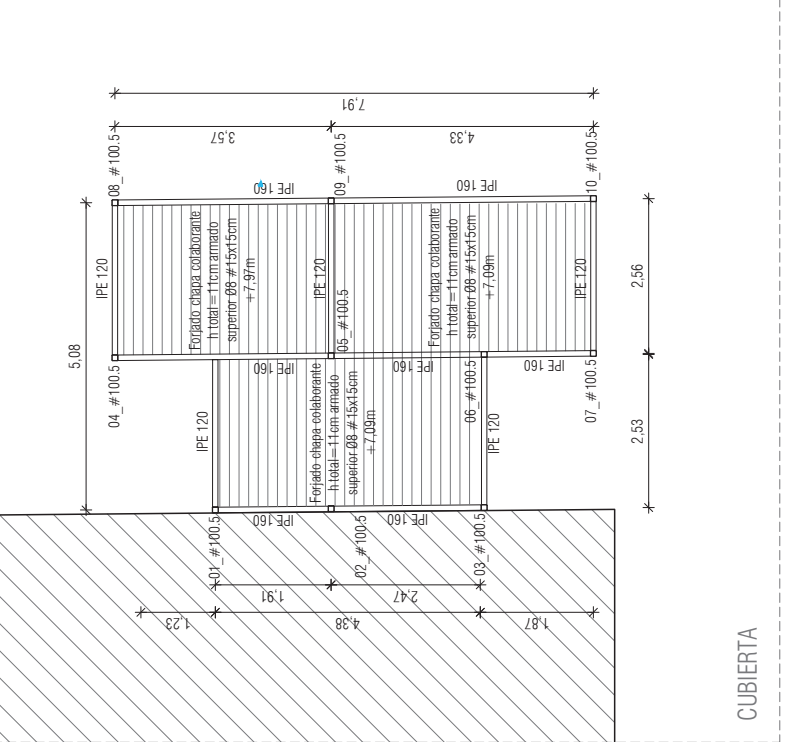 7,91
3,57
4,33
08_#100.5
09_#100.5
10_#100.5
IPE 160
IPE 160
IPE 120
Forjado chapa colaborante
h total=11cm armado
superior Ø8 #15x15cm
+7,97m
IPE 120
05_#100.5
Forjado chapa colaborante
h total=11cm armado
superior Ø8 #15x15cm
+7,09m
IPE 120
2,56
5,08
04_#100.5
IPE 160
IPE 160
IPE 160
06_#100.5
07_#100.5
IPE 120
Forjado chapa colaborante
h total=11cm armado
superior Ø8 #15x15cm
+7,09m
IPE 120
2,53
IPE 160
IPE 160
01_#100.5
02_#100.5
03_#100.5
1,91
2,47
1,23
4,38
1,87
CUBIERTA